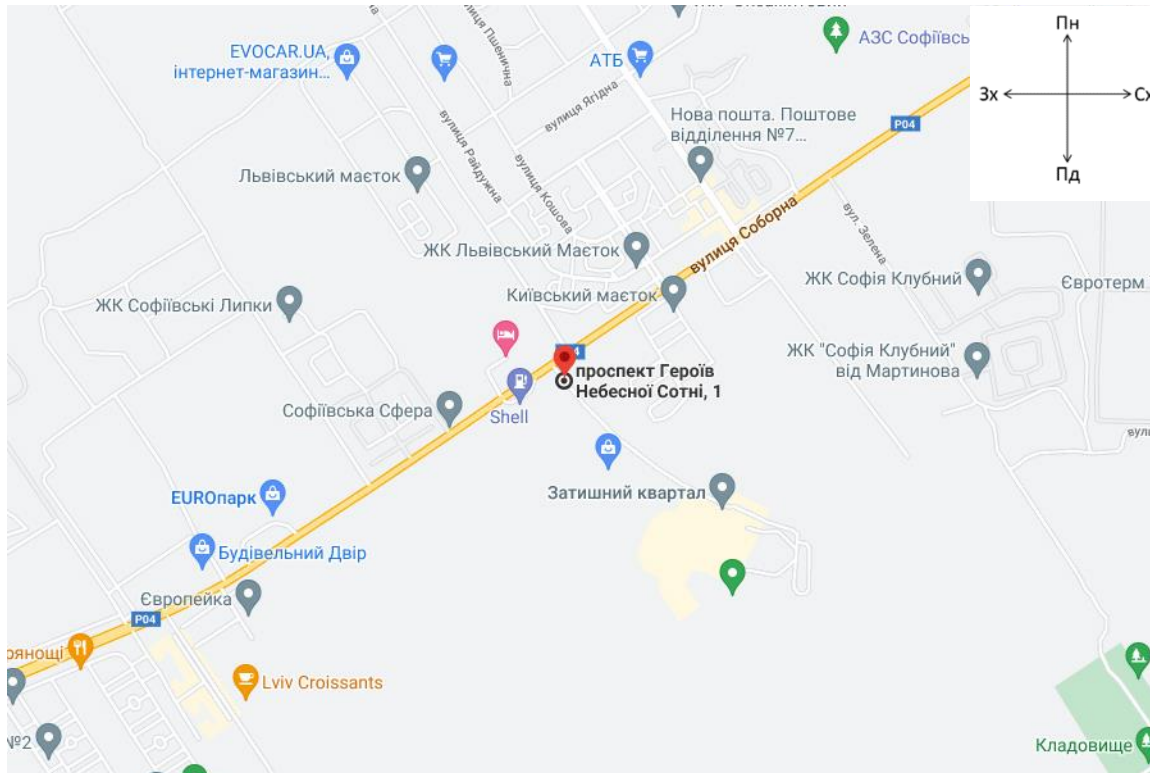 Пн
Зх
Сх
Пд
EVOCAR.UA,
інтернет-магазин...
вулиця Пшенична
АТБ
АЗС Софіївсь
вулиця Ягідна
вулиця Райдужна
Нова пошта. Поштове
відділення №7...
P04
Львівський маєток
вулиця Кошова
вулиця Соборна
вул. Зелена
ЖК Львівський Маєток
ЖК Софія Клубний
Євротерм
ЖК Софіївські Липки
Київський маєток
ЖК "Софія Клубний"
від Мартинова
проспект Героїв
Небесної Сотні, 1
Софіївська Сфера
Shell
вули
EUROпарк
Затишний квартал
Будівельний Двір
Європейка
P04
рянощі
Lviv Croissants
№2
Кладовище